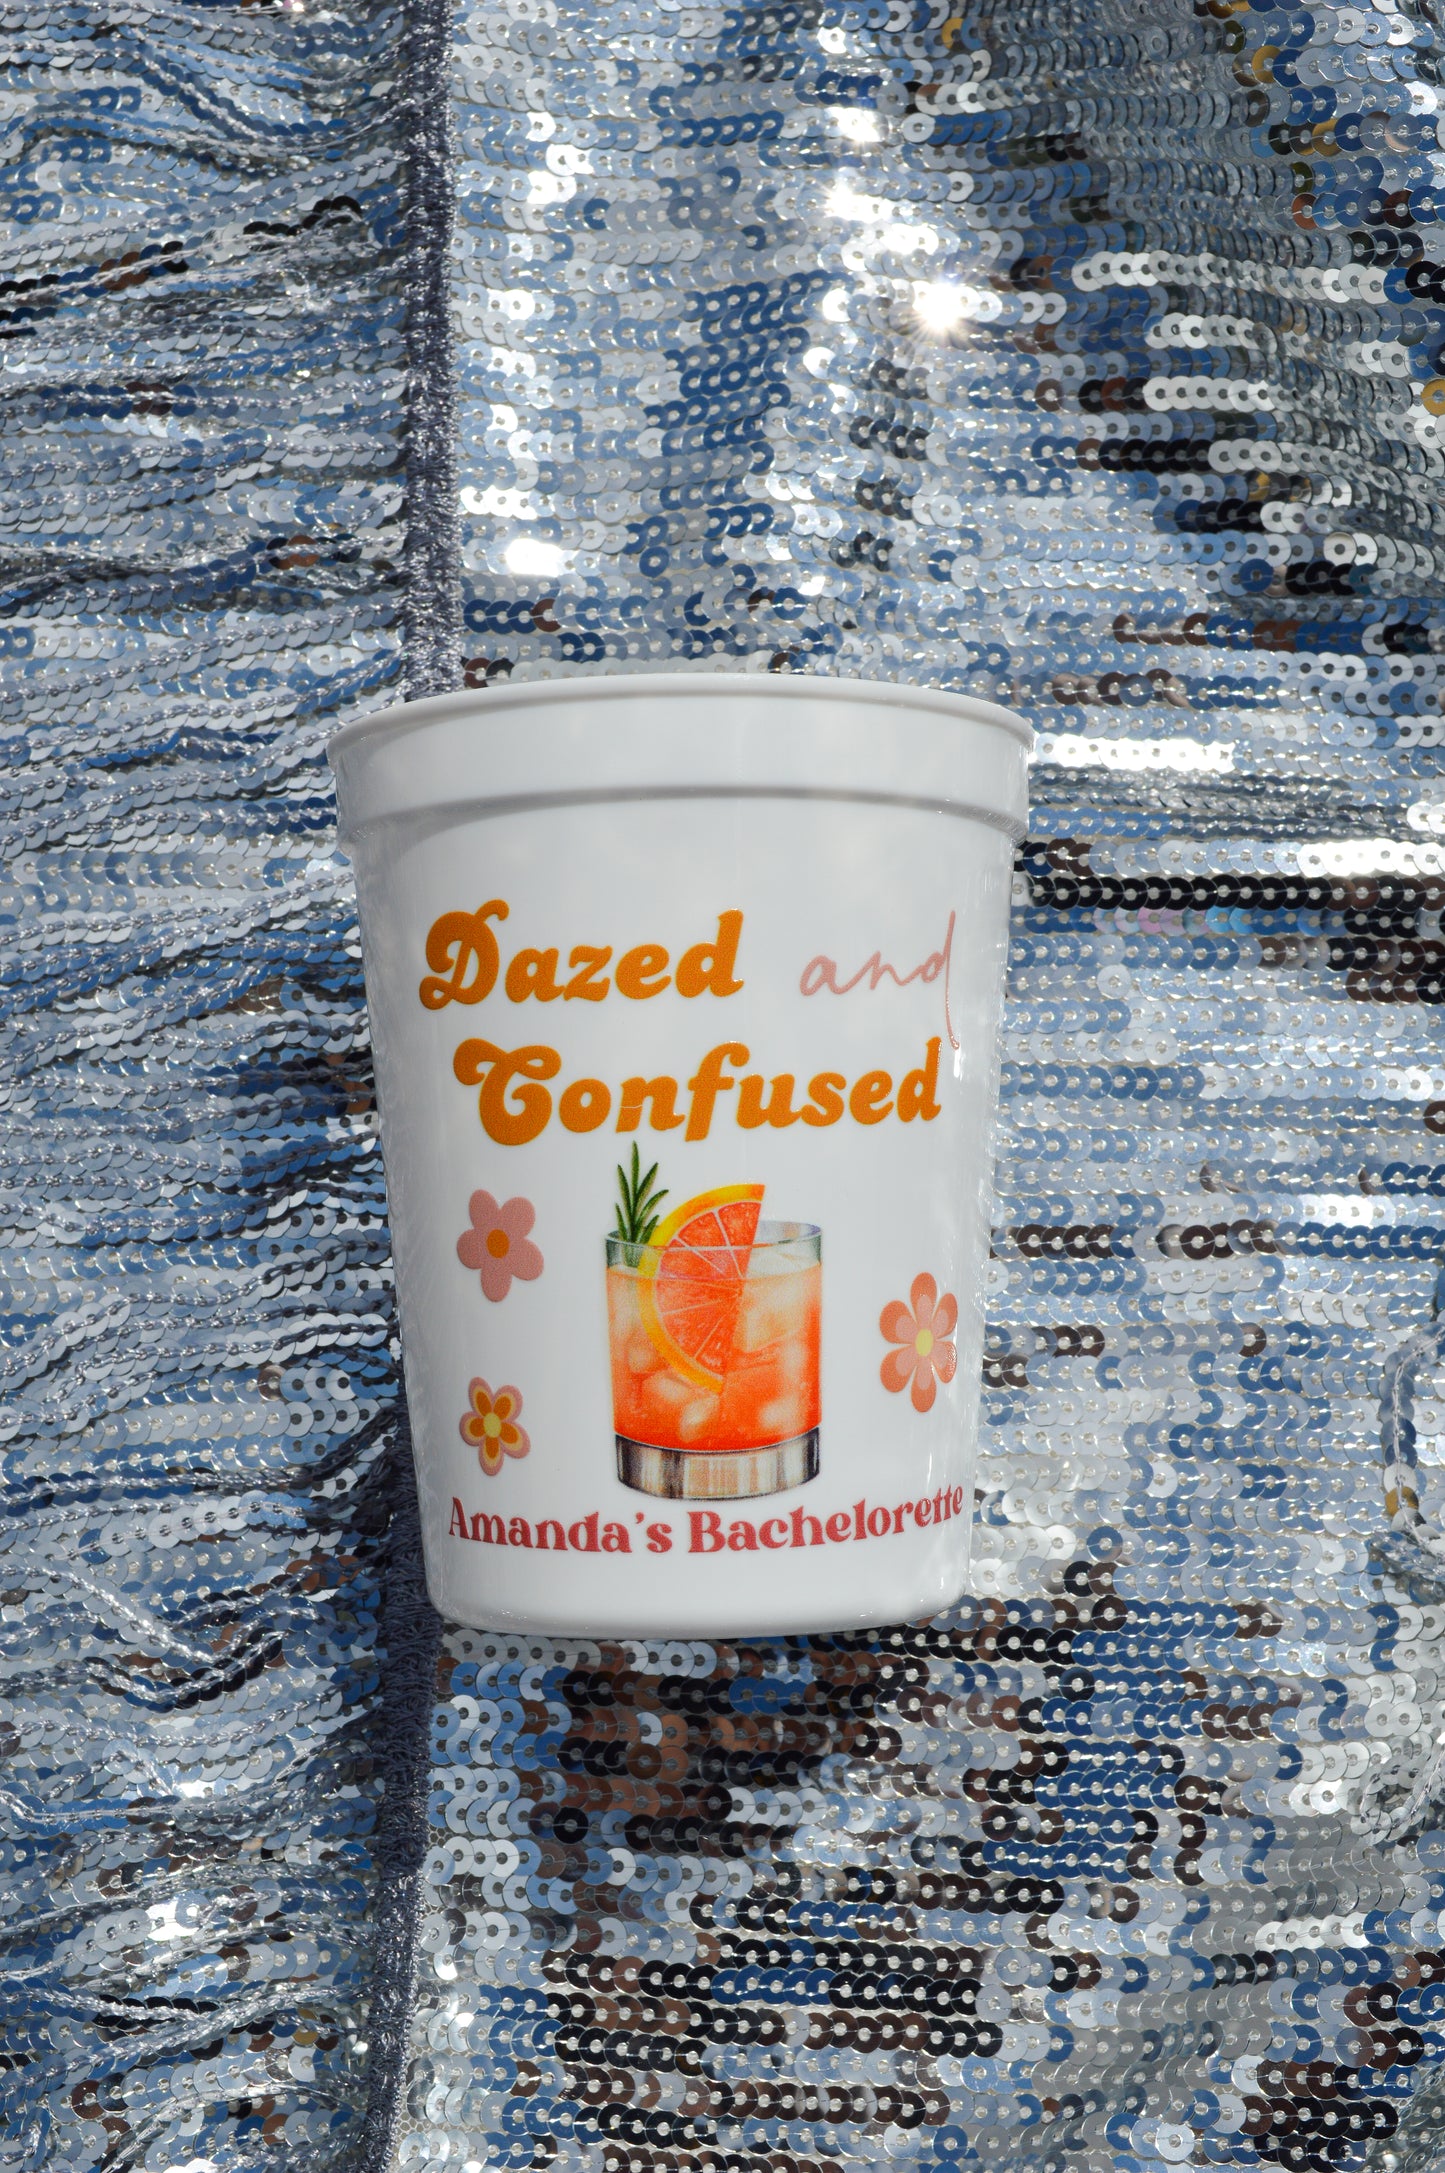 Dazed and
Confused
Amanda's Bachelorette